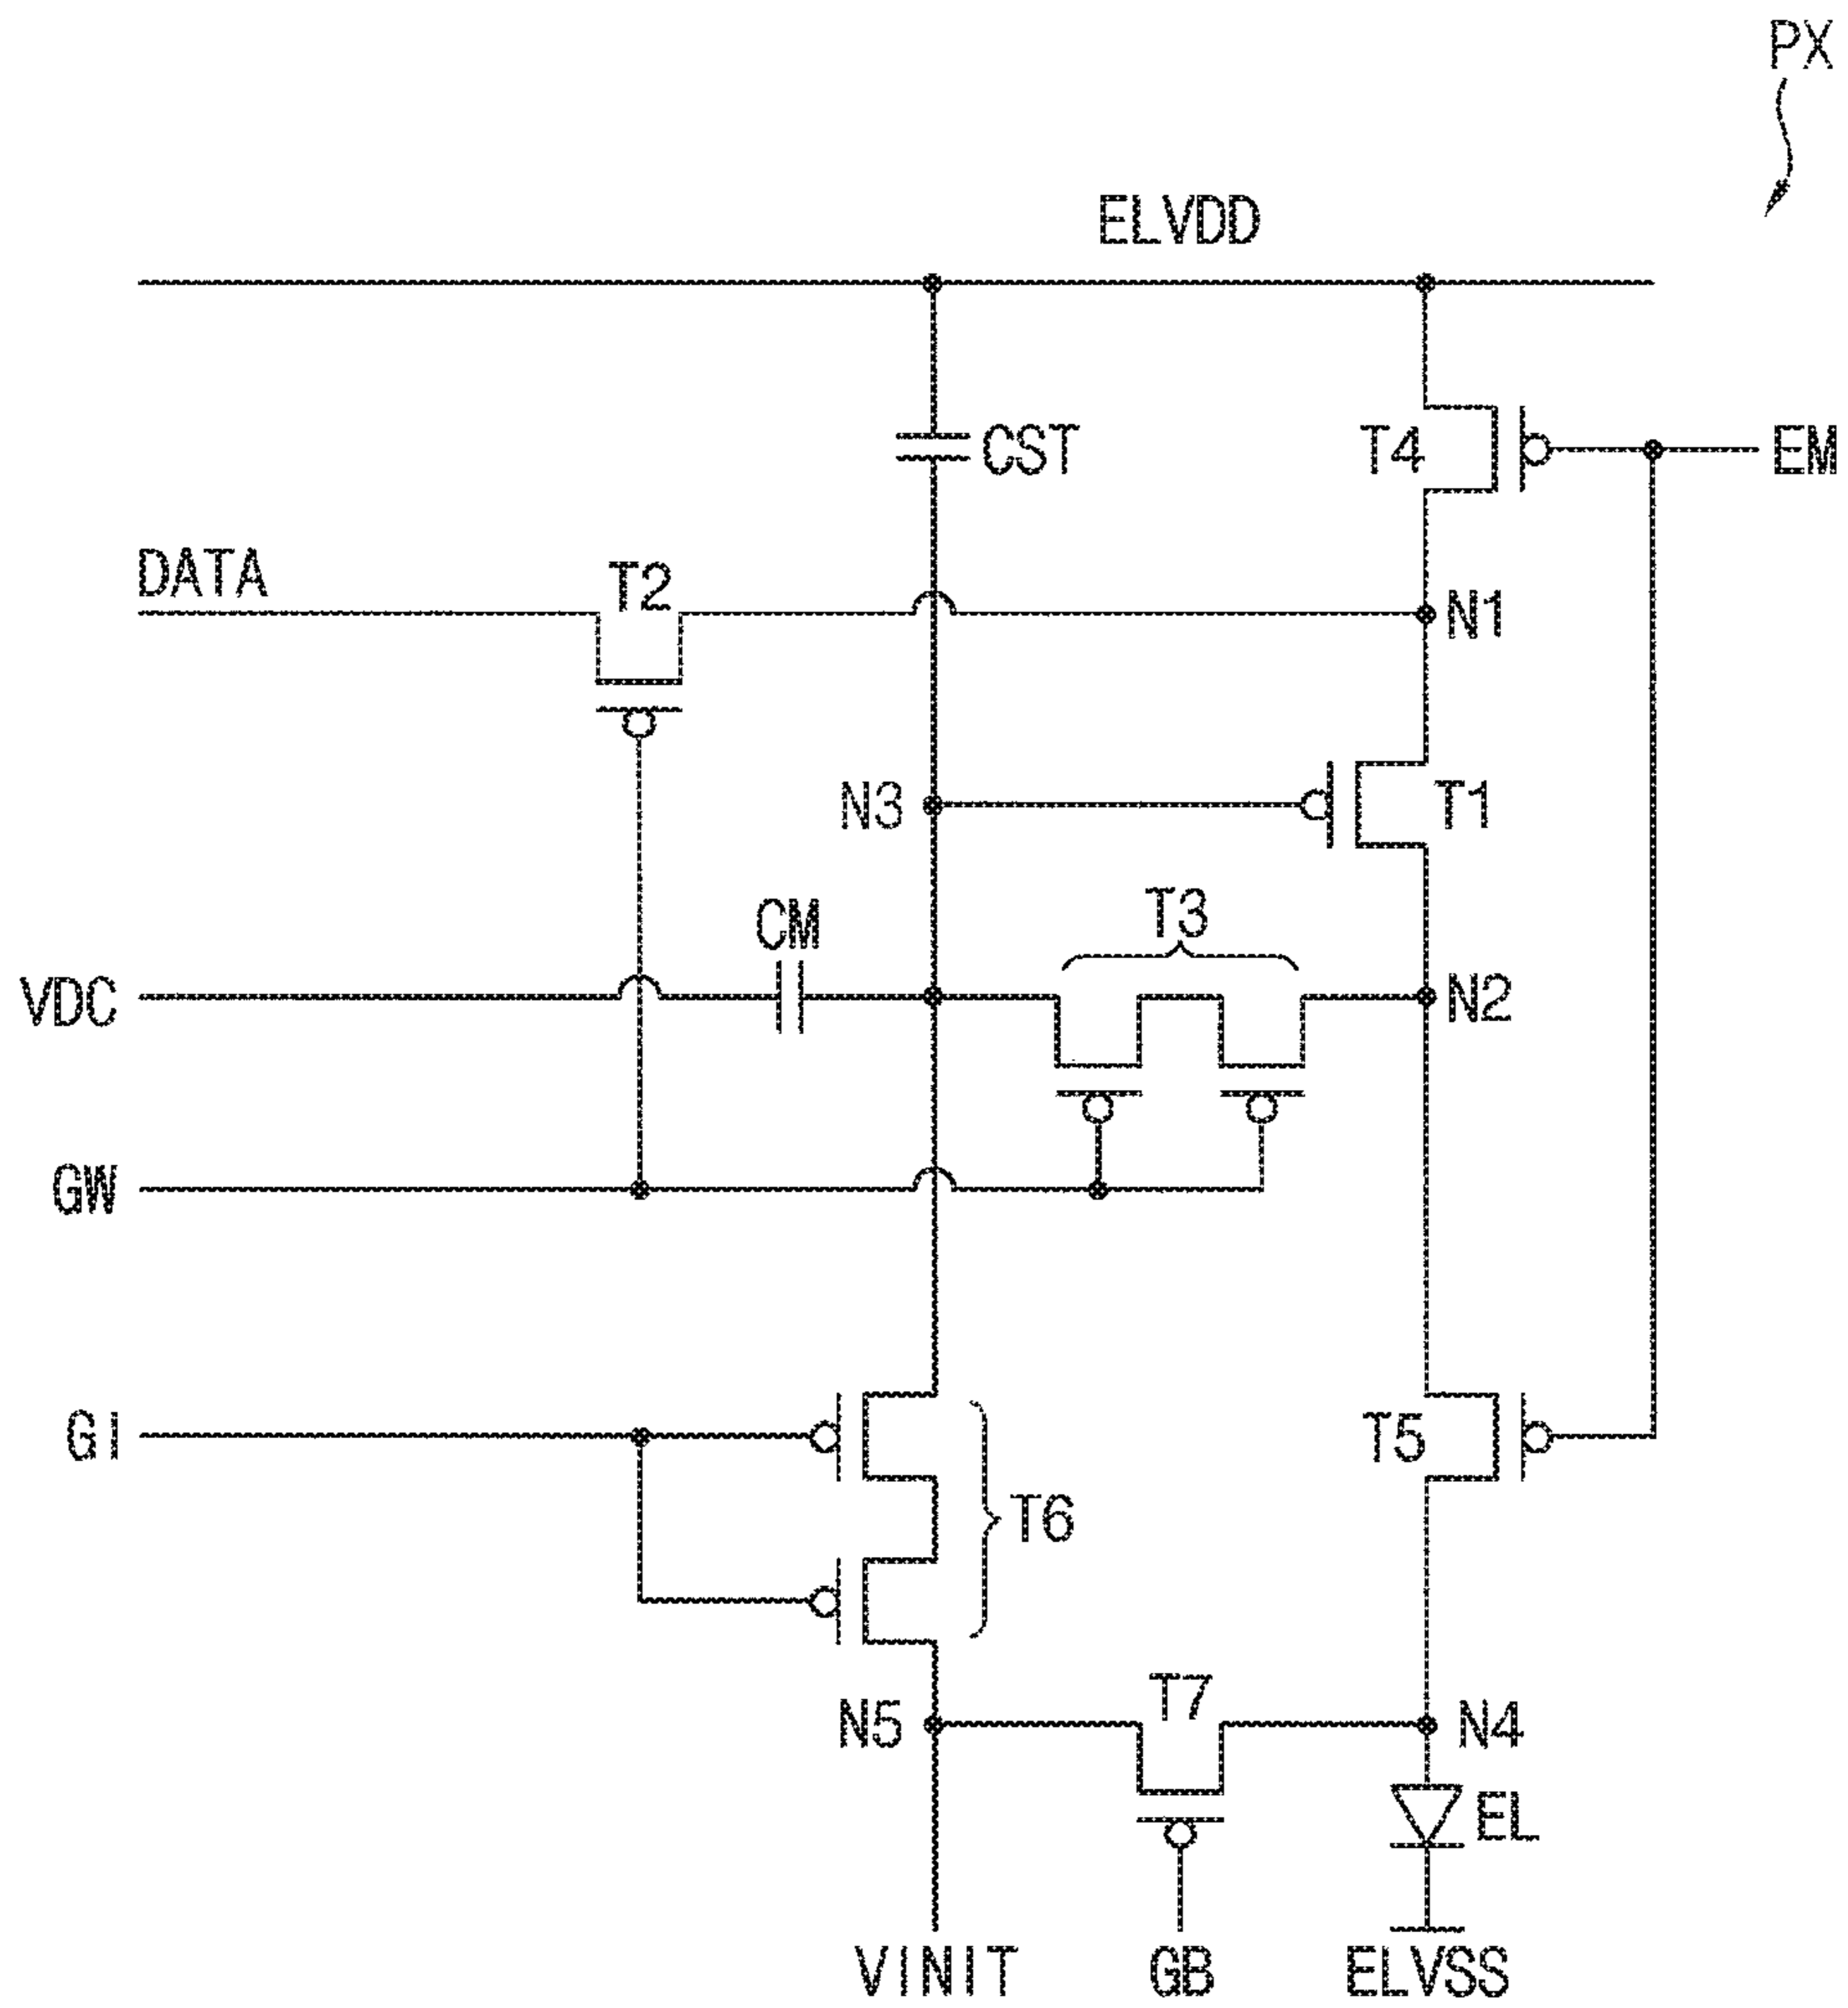 PX
ELVDD
CST
T4
EM
DATA
T2
N1
N3
T1
T3
CM
VDC
N2
GW
GI
T5
T6
T7
N5
N4
EL
VINIT
GB
ELVSS